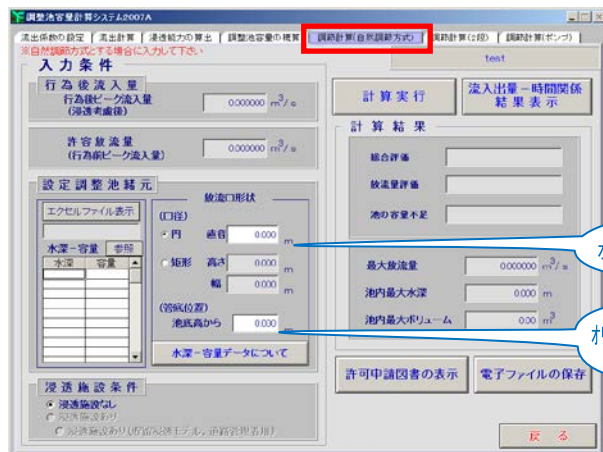 調整池容量計算システム2007A
流出係数の設定 流出計算 浸透能力の算出 調整池容量の概算 調節計算(自然調節方式) 調節計算(2段) 調節計算(ポンプ)
※自然調節方式とする場合に入力して下さい
test
入力条件
行為後流入量
行為後ピーク流入量
(浸透考慮後)
0.000000 m3/s
許容放流量
(行為前ピーク流入量)
0.000000 m3/s
設定調整池緒元
エクセルファイル表示
水深-容量 参照
水深 容量
放流口形状
(口径)
円 直径 0.000 m
矩形 高さ 0.000 m
幅 0.000 m
(管底位置)
池底高から 0.000 m
水深-容量データについて
浸透施設条件
浸透施設なし
浸透施設あり
計算実行
流入出量-時間関係
結果表示
計算結果
総合評価
放流量評価
池の容量不足
最大放流量 0.000000 m3/s
池内最大水深 0.000 m
池内最大ボリューム 0.00 m3
許可申請図書の表示
電子ファイルの保存
戻る